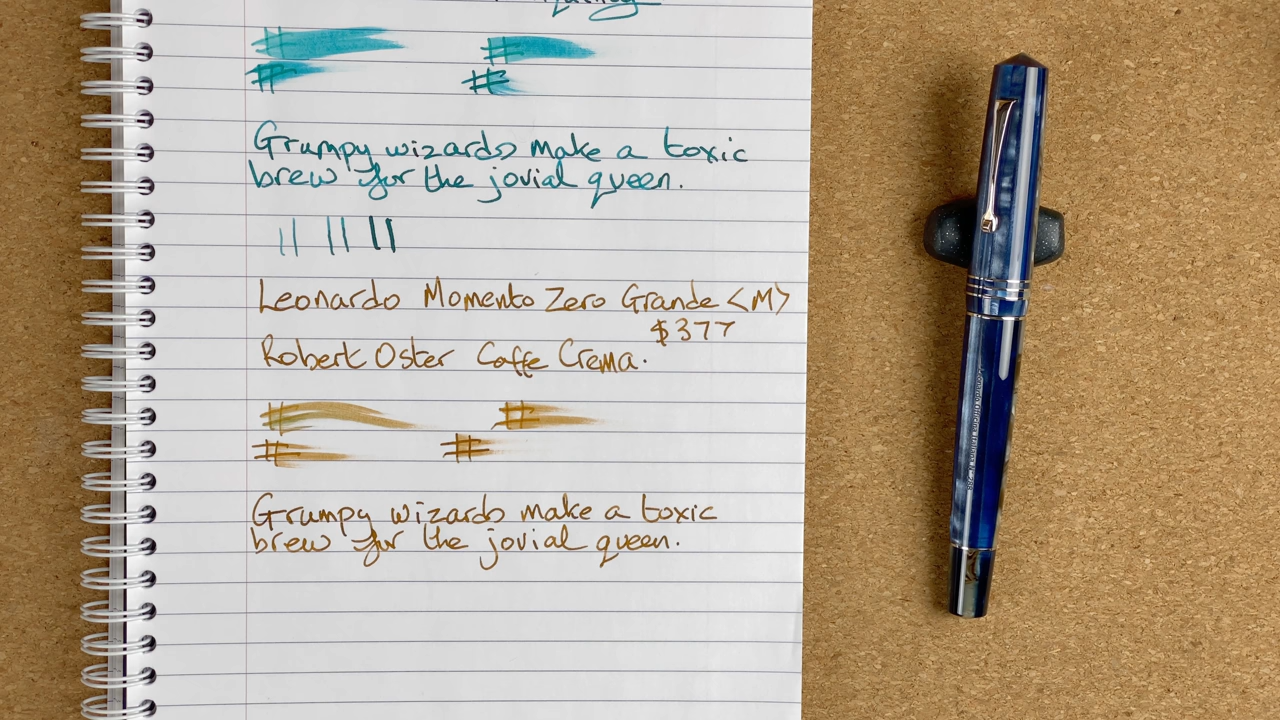 Grumpy wizards make a toxic
brew for the jovial queen.
Leonardo Momento Zero Grande <M>
$377
Robert Oster Caffe Crema.
Grumpy wizards make a toxic
brew for the jovial queen.